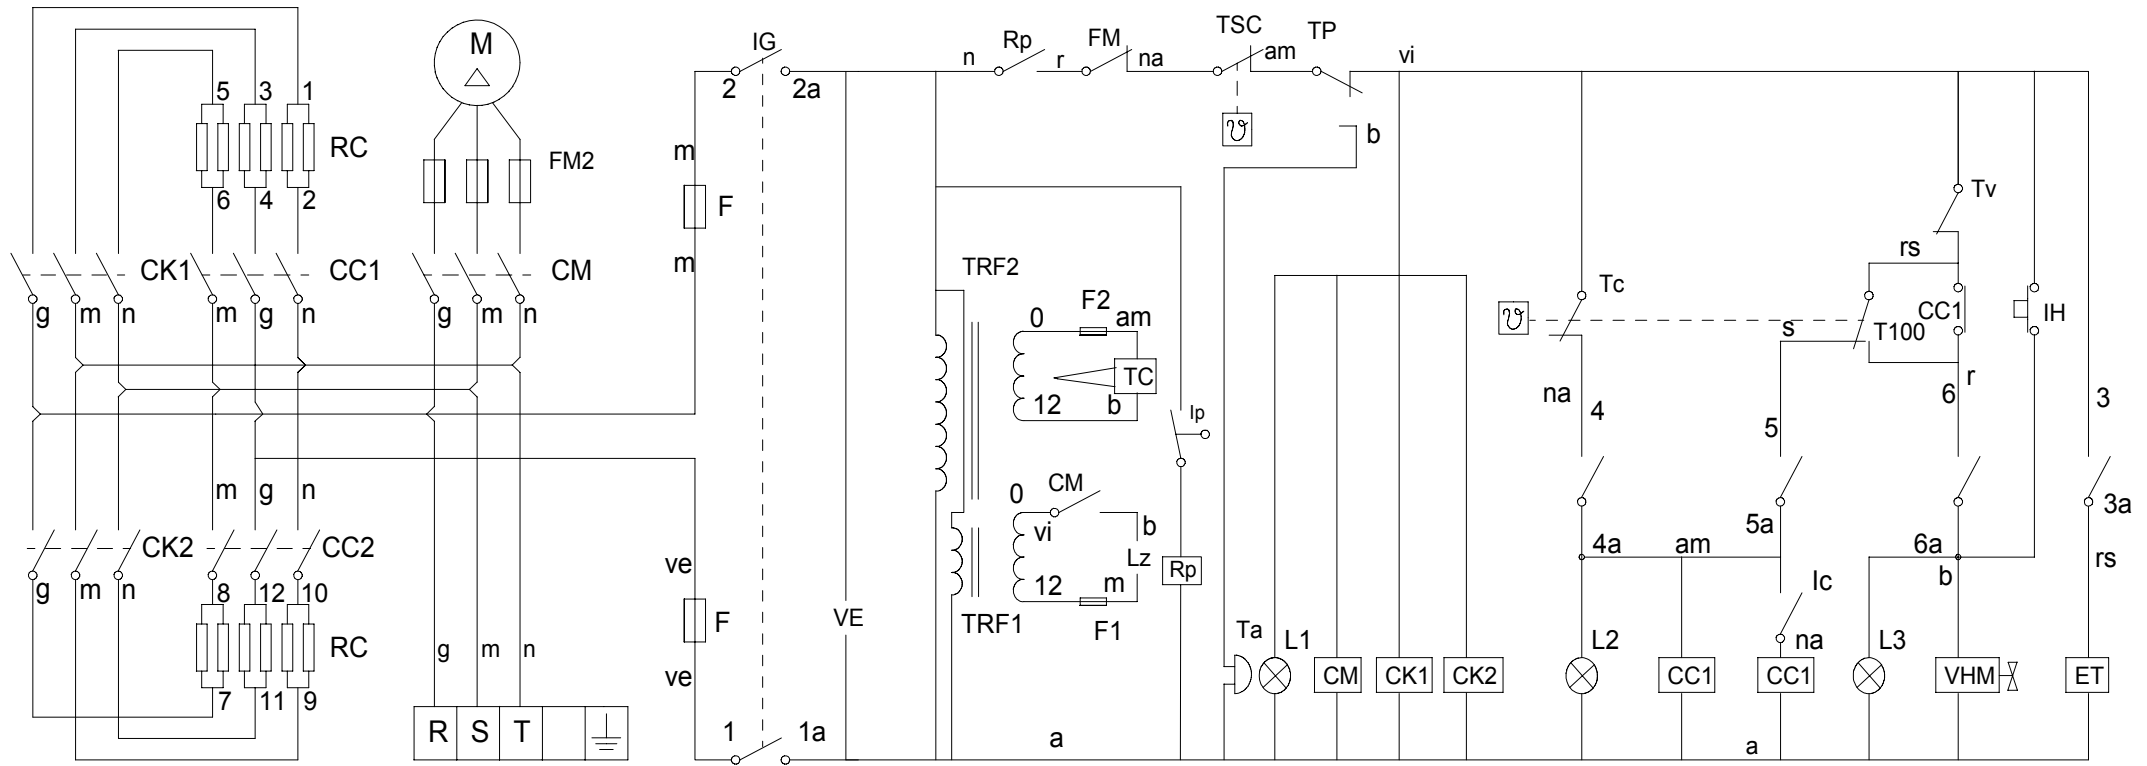 M
IG
n Rp r FM na TSC am TP vi
2 2a
5 3 1
RC
FM2
m
F
m
b
6 4 2
Tv
rs
CK1 CC1 CM
TRF2
Tc
CC1 IH
g m n m g n g m n
0 F2 am
s T100
TC
12 b
r
na 4 5 6 3
Ip
m g n
0 CM
vi b
5a 3a
CK2 CC2
4a am 6a
Lz
Rp
b rs
ve
g m n 8 12 10
12 m
Ic
F
VE
TRF1 F1
RC
g m n
Ta L1 L2 na L3
ve
CM CK1 CK2 CC1 CC1 VHM ET
7 11 9
R S T
1 1a
a a
ϑ
ϑ